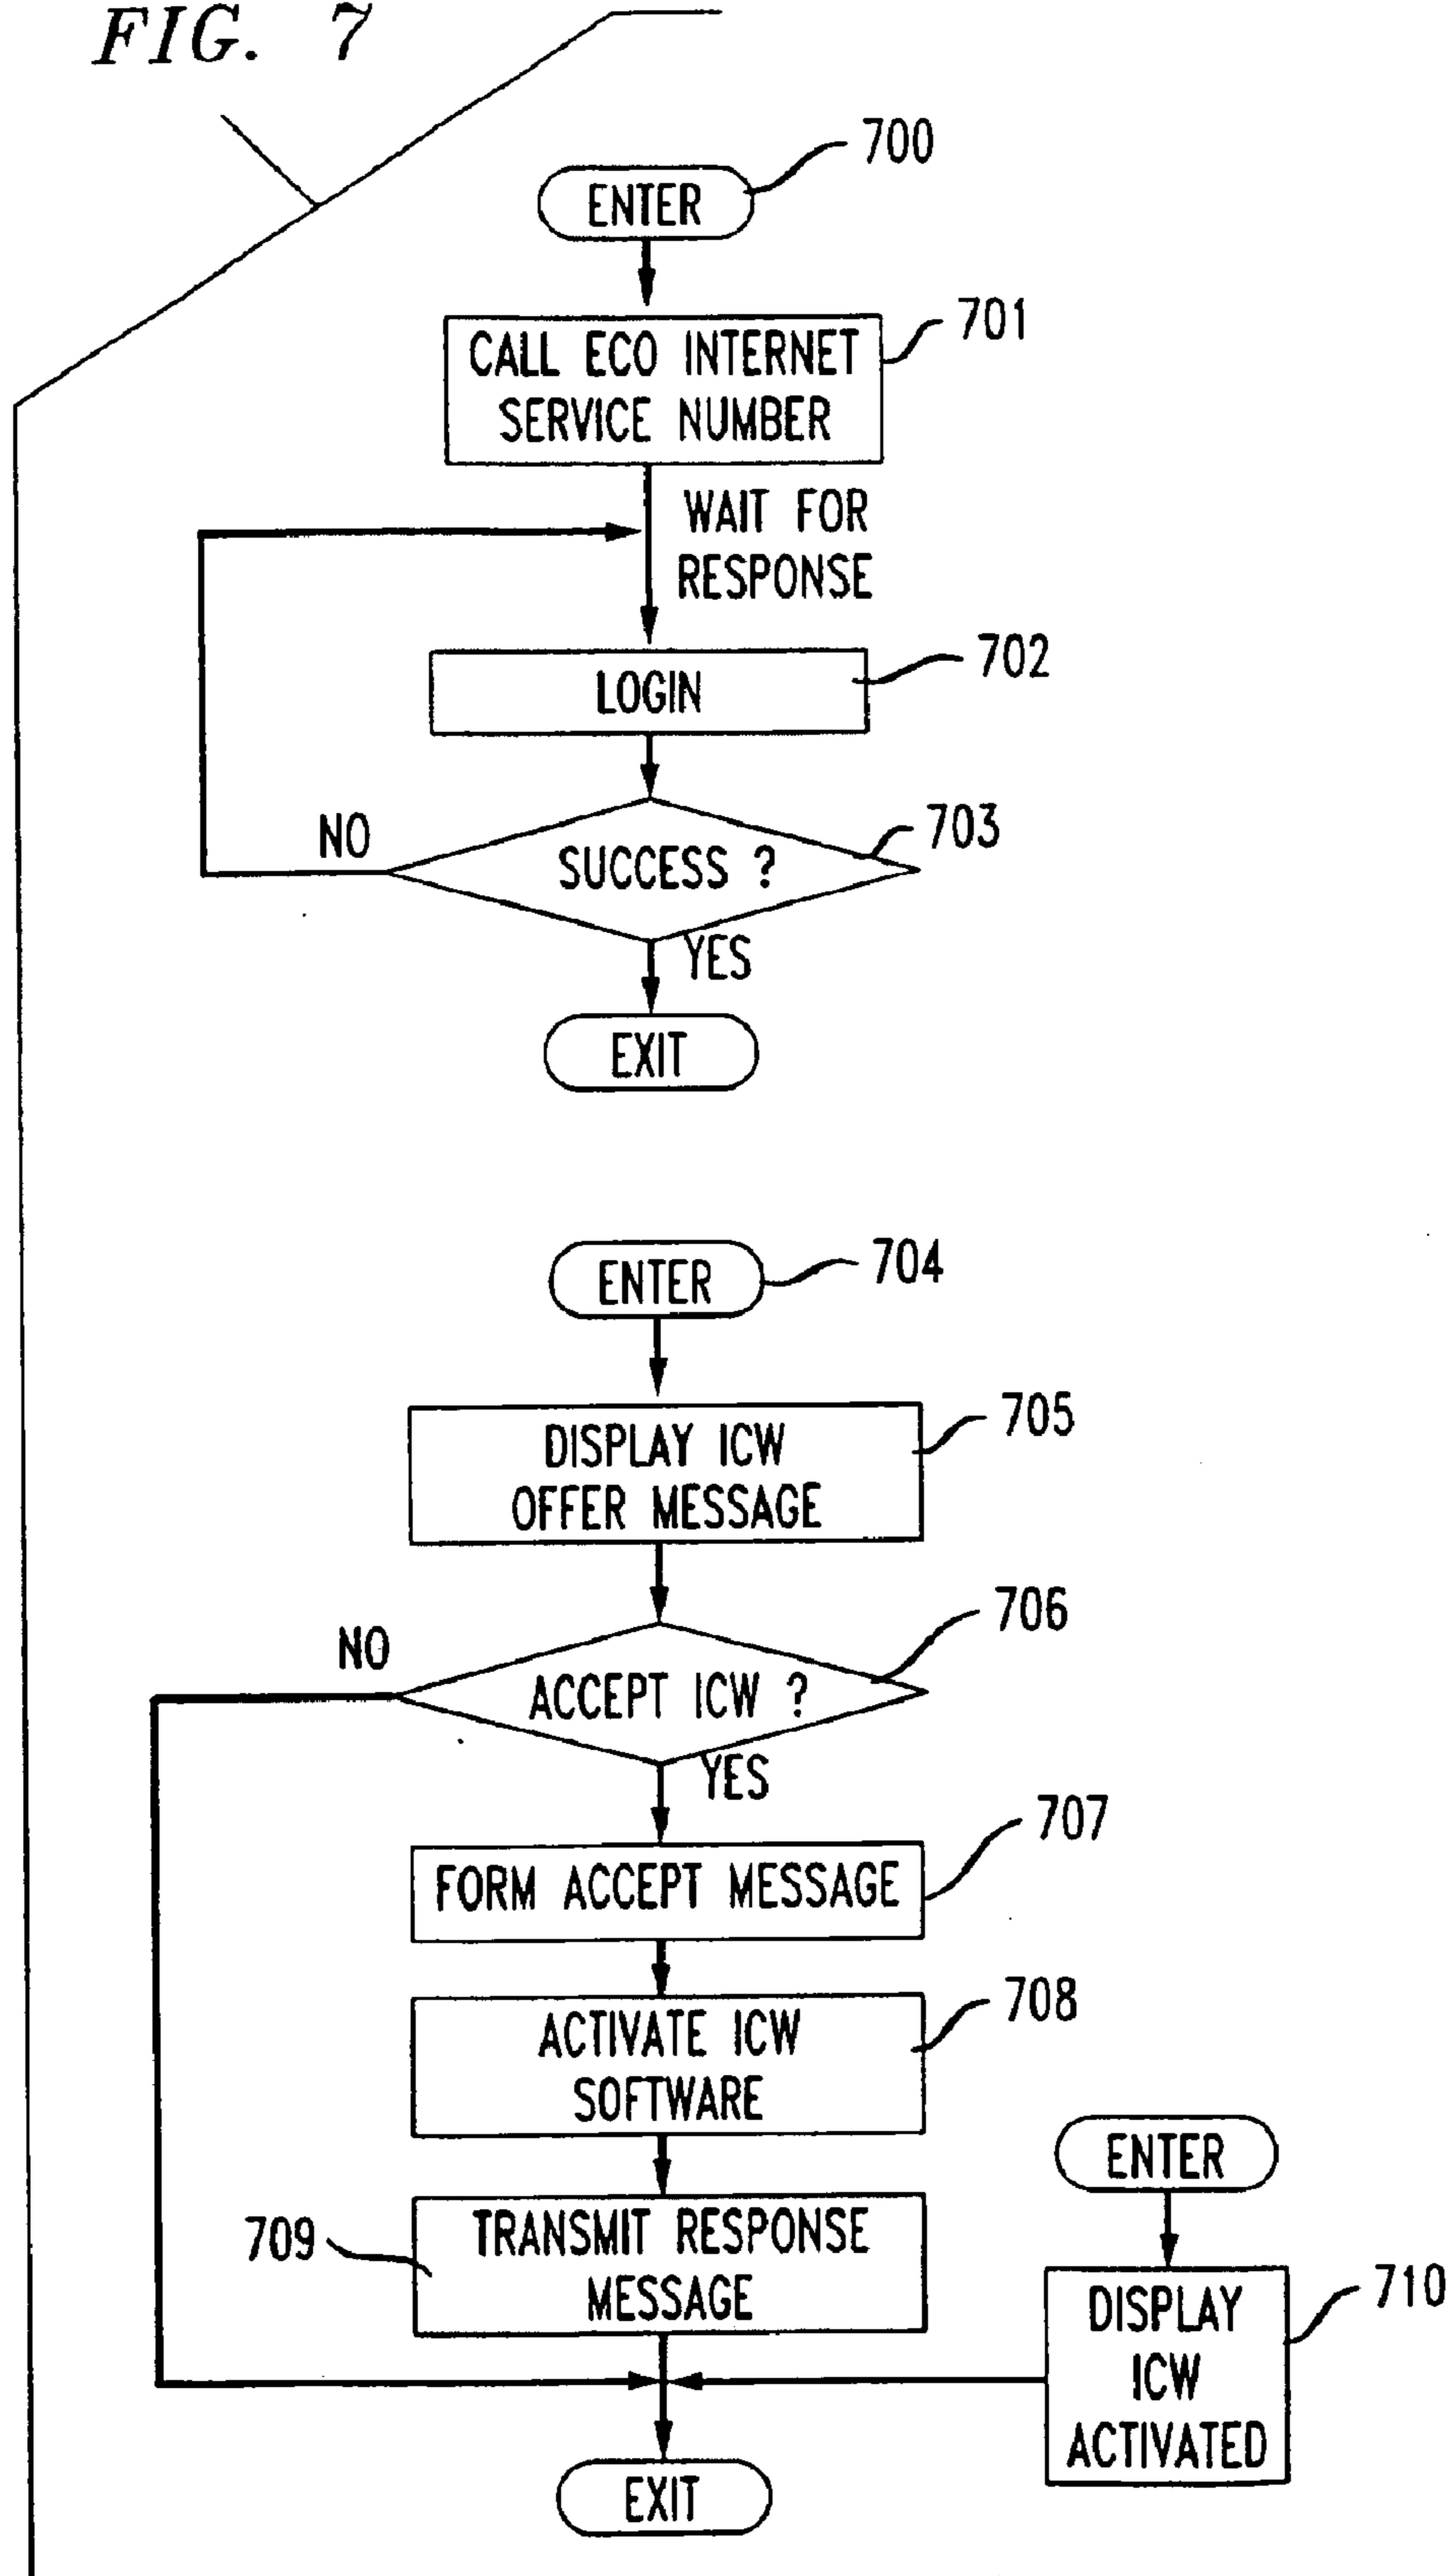 FIG. 7
700
ENTER
701
CALL ECO INTERNET
SERVICE NUMBER
WAIT FOR
RESPONSE
702
LOGIN
703
NO
SUCCESS ?
YES
EXIT
704
ENTER
705
DISPLAY ICW
OFFER MESSAGE
706
NO
ACCEPT ICW ?
YES
707
FORM ACCEPT MESSAGE
708
ACTIVATE ICW
SOFTWARE
709
TRANSMIT RESPONSE
MESSAGE
ENTER
710
DISPLAY
ICW
ACTIVATED
EXIT